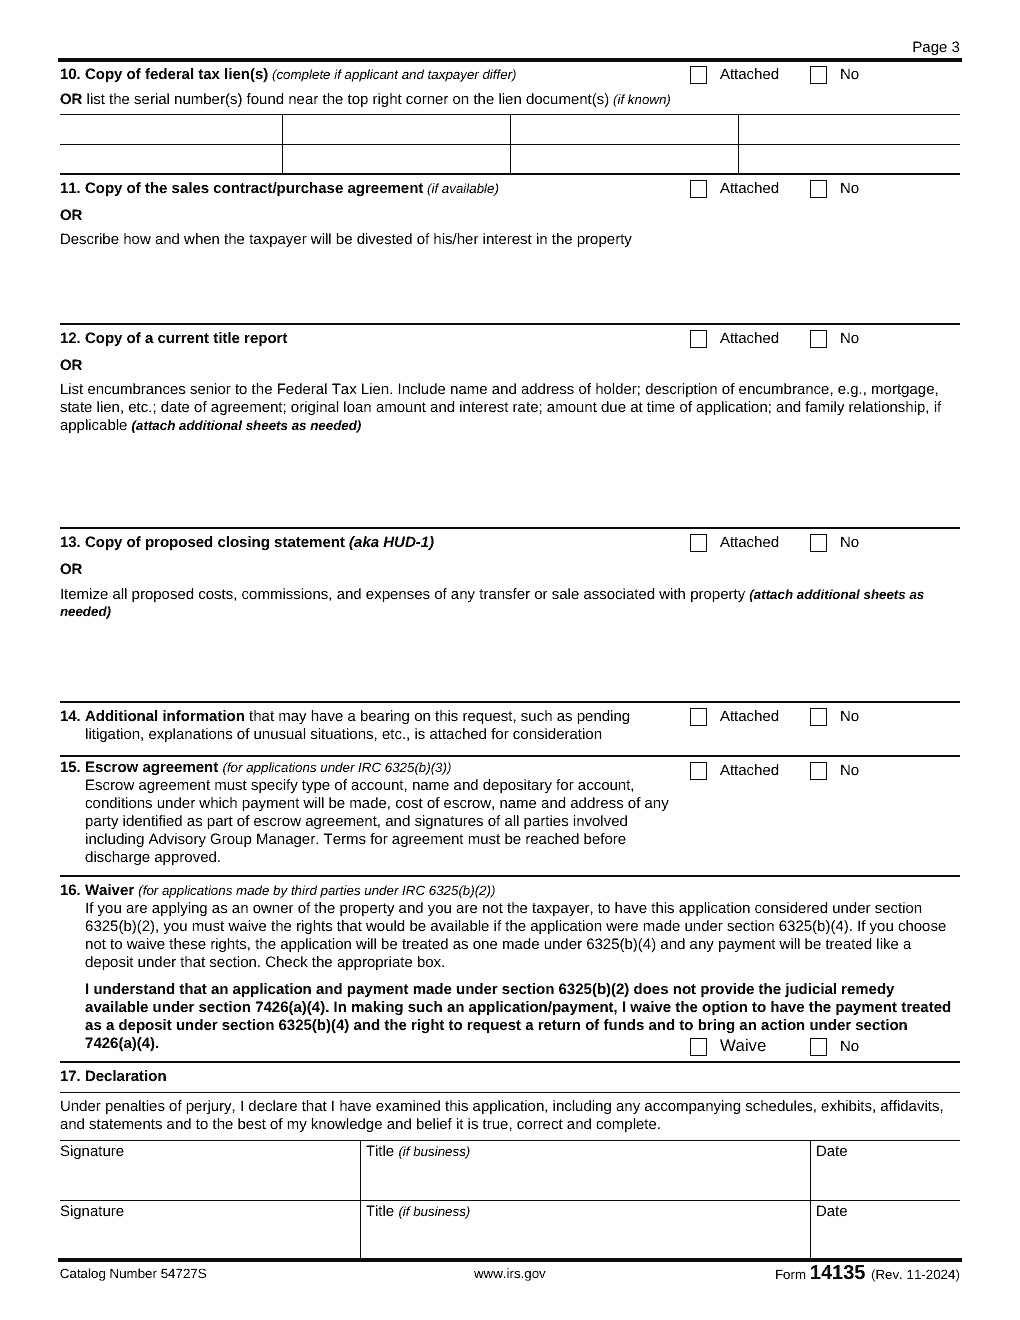 Page 3
10. Copy of federal tax lien(s) (complete if applicant and taxpayer differ) Attached No
OR list the serial number(s) found near the top right corner on the lien document(s) (if known)
11. Copy of the sales contract/purchase agreement (if available) Attached No
OR
Describe how and when the taxpayer will be divested of his/her interest in the property
12. Copy of a current title report Attached No
OR
List encumbrances senior to the Federal Tax Lien. Include name and address of holder; description of encumbrance, e.g., mortgage,
state lien, etc.; date of agreement; original loan amount and interest rate; amount due at time of application; and family relationship, if
applicable (attach additional sheets as needed)
13. Copy of proposed closing statement (aka HUD-1) Attached No
OR
Itemize all proposed costs, commissions, and expenses of any transfer or sale associated with property (attach additional sheets as
needed)
14. Additional information that may have a bearing on this request, such as pending Attached No
litigation, explanations of unusual situations, etc., is attached for consideration
15. Escrow agreement (for applications under IRC 6325(b)(3)) Attached No
Escrow agreement must specify type of account, name and depositary for account,
conditions under which payment will be made, cost of escrow, name and address of any
party identified as part of escrow agreement, and signatures of all parties involved
including Advisory Group Manager. Terms for agreement must be reached before
discharge approved.
16. Waiver (for applications made by third parties under IRC 6325(b)(2))
If you are applying as an owner of the property and you are not the taxpayer, to have this application considered under section
6325(b)(2), you must waive the rights that would be available if the application were made under section 6325(b)(4). If you choose
not to waive these rights, the application will be treated as one made under 6325(b)(4) and any payment will be treated like a
deposit under that section. Check the appropriate box.
I understand that an application and payment made under section 6325(b)(2) does not provide the judicial remedy
available under section 7426(a)(4). In making such an application/payment, I waive the option to have the payment treated
as a deposit under section 6325(b)(4) and the right to request a return of funds and to bring an action under section
7426(a)(4). Waive No
17. Declaration
Under penalties of perjury, I declare that I have examined this application, including any accompanying schedules, exhibits, affidavits,
and statements and to the best of my knowledge and belief it is true, correct and complete.
Signature Title (if business) Date
Signature Title (if business) Date
Catalog Number 54727S www.irs.gov Form 14135 (Rev. 11-2024)